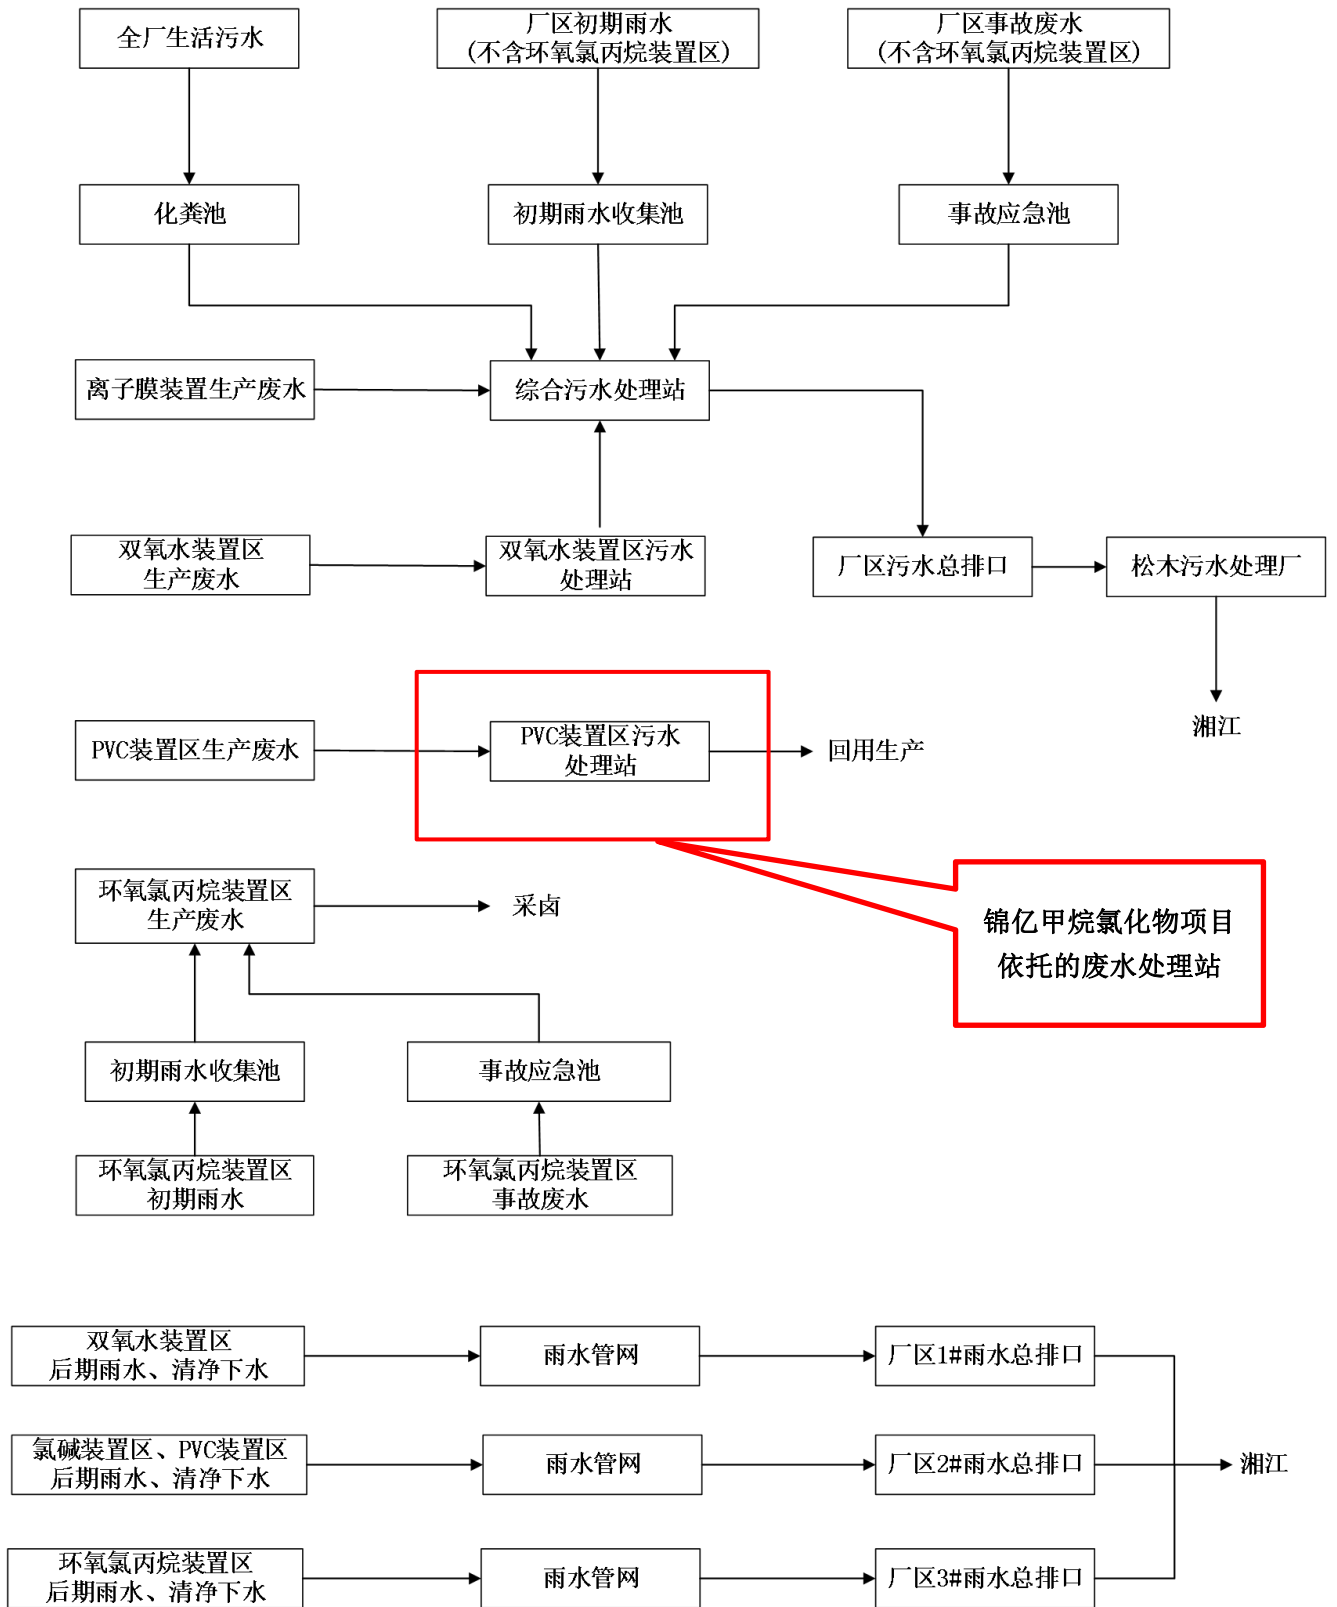 全厂生活污水
厂区初期雨水
(不含环氧氯丙烷装置区)
厂区事故废水
(不含环氧氯丙烷装置区)
化粪池
初期雨水收集池
事故应急池
离子膜装置生产废水
综合污水处理站
双氧水装置区
生产废水
双氧水装置区污水
处理站
厂区污水总排口
松木污水处理厂
湘江
PVC装置区生产废水
PVC装置区污水
处理站
回用生产
环氧氯丙烷装置区
生产废水
采卤
锦亿甲烷氯化物项目
依托的废水处理站
初期雨水收集池
事故应急池
环氧氯丙烷装置区
初期雨水
环氧氯丙烷装置区
事故废水
双氧水装置区
后期雨水、清净下水
雨水管网
厂区1#雨水总排口
氯碱装置区、PVC装置区
后期雨水、清净下水
雨水管网
厂区2#雨水总排口
湘江
环氧氯丙烷装置区
后期雨水、清净下水
雨水管网
厂区3#雨水总排口